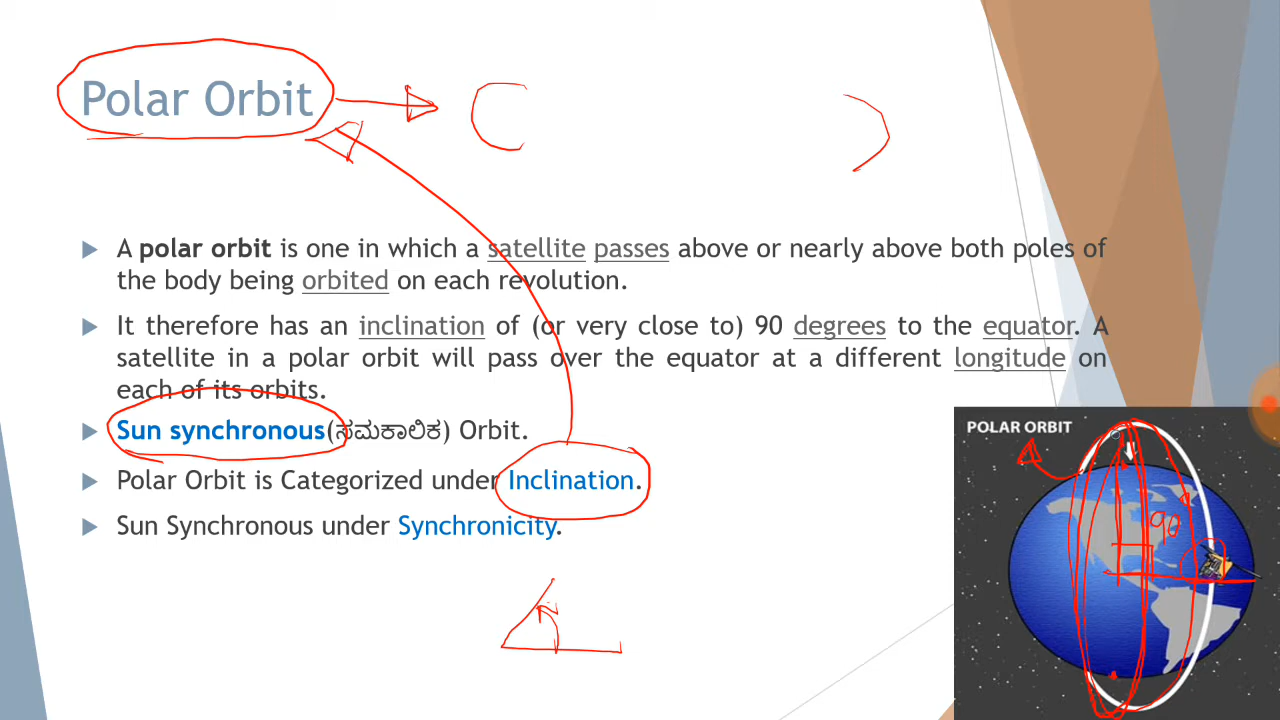 Polar Orbit
A polar orbit is one in which a satellite passes above or nearly above both poles of
the body being orbited on each revolution.
It therefore has an inclination of (or very close to) 90 degrees to the equator. A
satellite in a polar orbit will pass over the equator at a different longitude on
each of its orbits.
Sun synchronous(ಸಮಕಾಲಿಕ) Orbit.
Polar Orbit is Categorized under Inclination.
Sun Synchronous under Synchronicity.
POLAR ORBIT
90